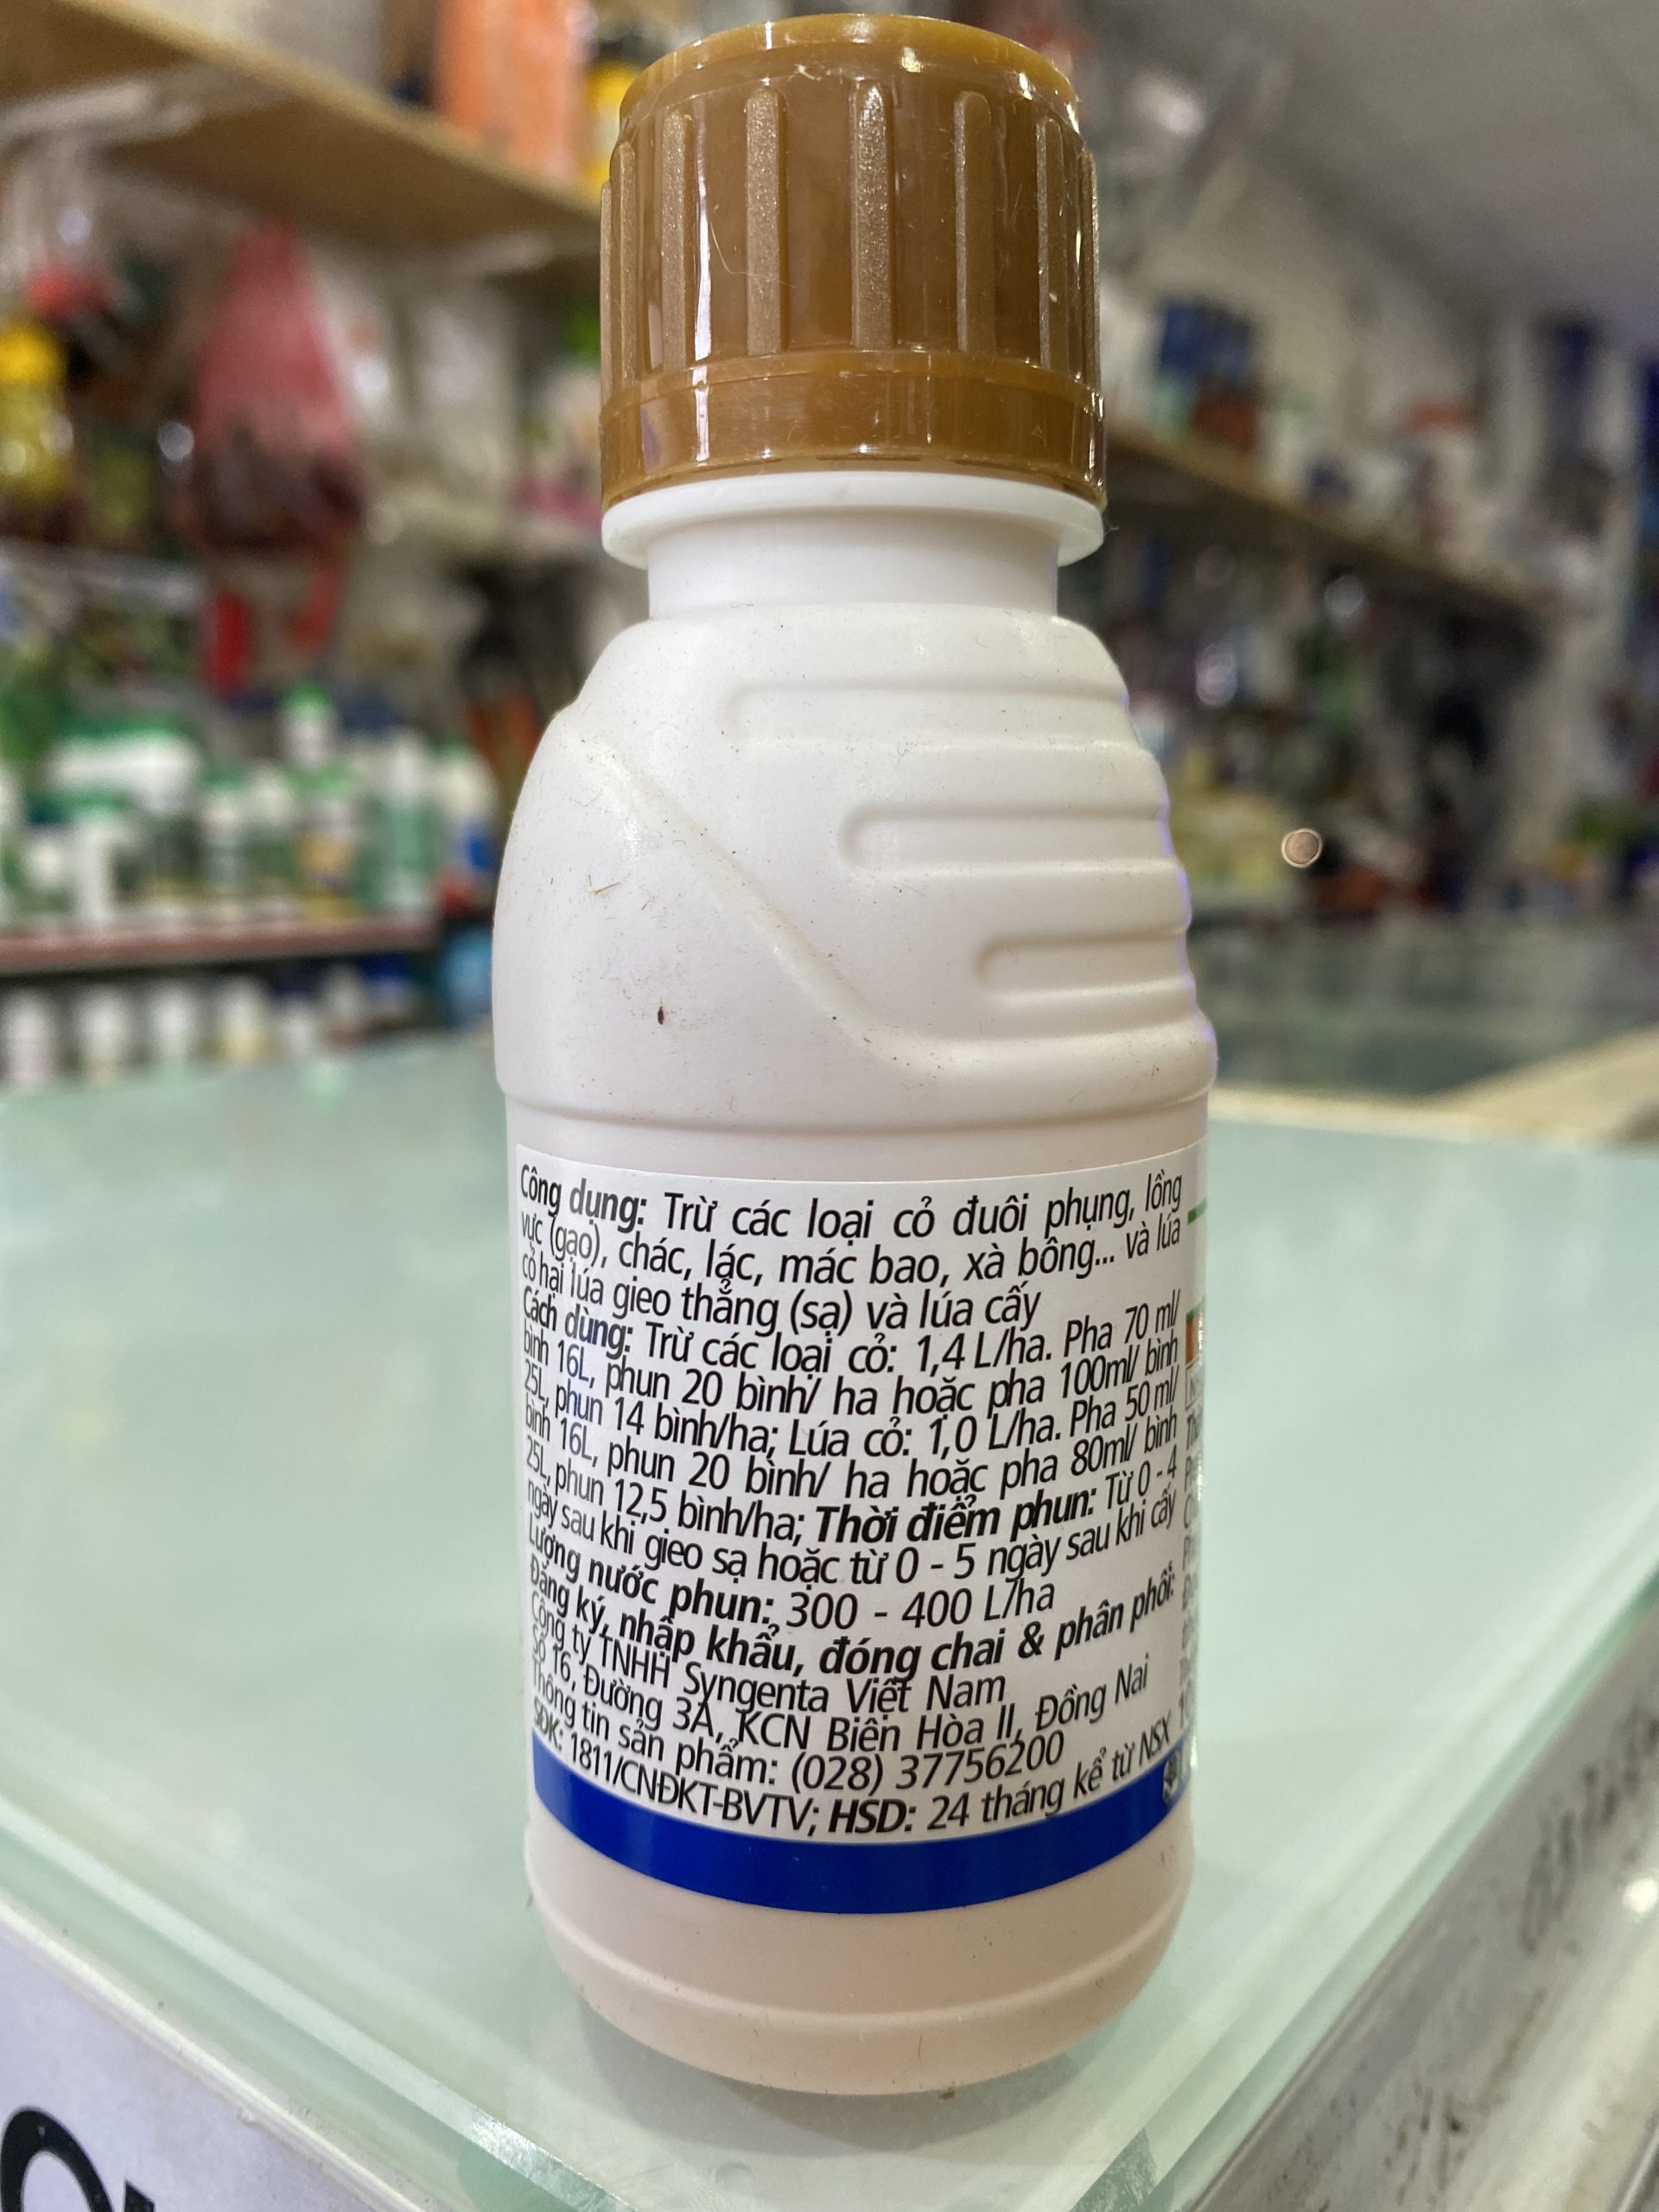 Công dụng: Trừ các loại cỏ đuôi phụng, lồng
vực (gạo), chác, lác, mác bao, xà bông... và lúa
cỏ hại lúa gieo thẳng (sạ) và lúa cấy
Cách dùng: Trừ các loại cỏ: 1,4 L/ha. Pha 70 ml/
bình 16L, phun 20 bình/ ha hoặc pha 100ml/ bình
25L, phun 14 bình/ha; Lúa cỏ: 1,0 L/ha. Pha 50 ml/
bình 16L, phun 20 bình/ ha hoặc pha 80ml/ bình
25L, phun 12,5 bình/ha; Thời điểm phun: Từ 0 - 4
ngày sau khi gieo sạ hoặc từ 0 - 5 ngày sau khi cấy
Lượng nước phun: 300 - 400 L/ha
Đăng ký, nhập khẩu, đóng chai & phân phối:
Công ty TNHH Syngenta Việt Nam
Số 16, Đường 3A, KCN Biên Hòa II, Đồng Nai
Thông tin sản phẩm: (028) 37756200
SĐK: 1811/CNĐKT-BVTV; HSD: 24 tháng kể từ NSX